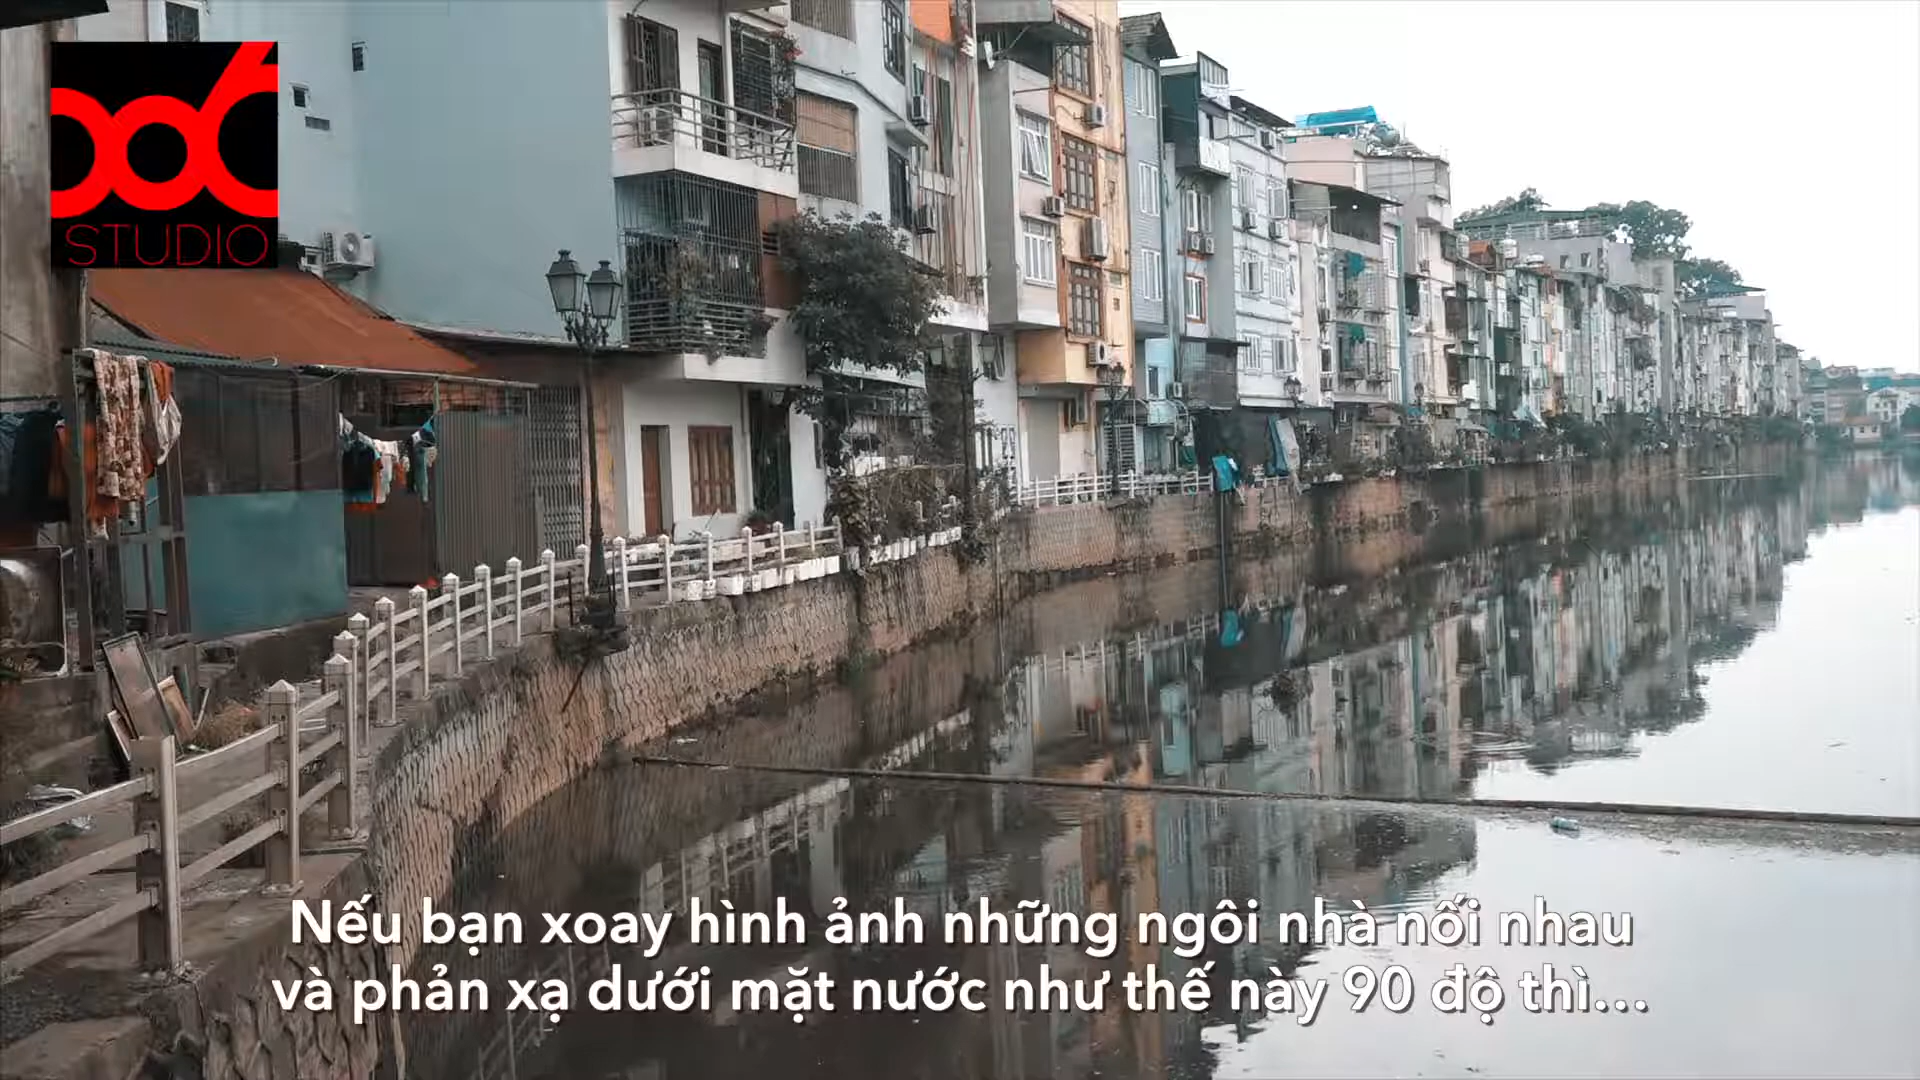 STUDIO
Nếu bạn xoay hình ảnh những ngôi nhà nối nhau
và phản xạ dưới mặt nước như thế này 90 độ thì...